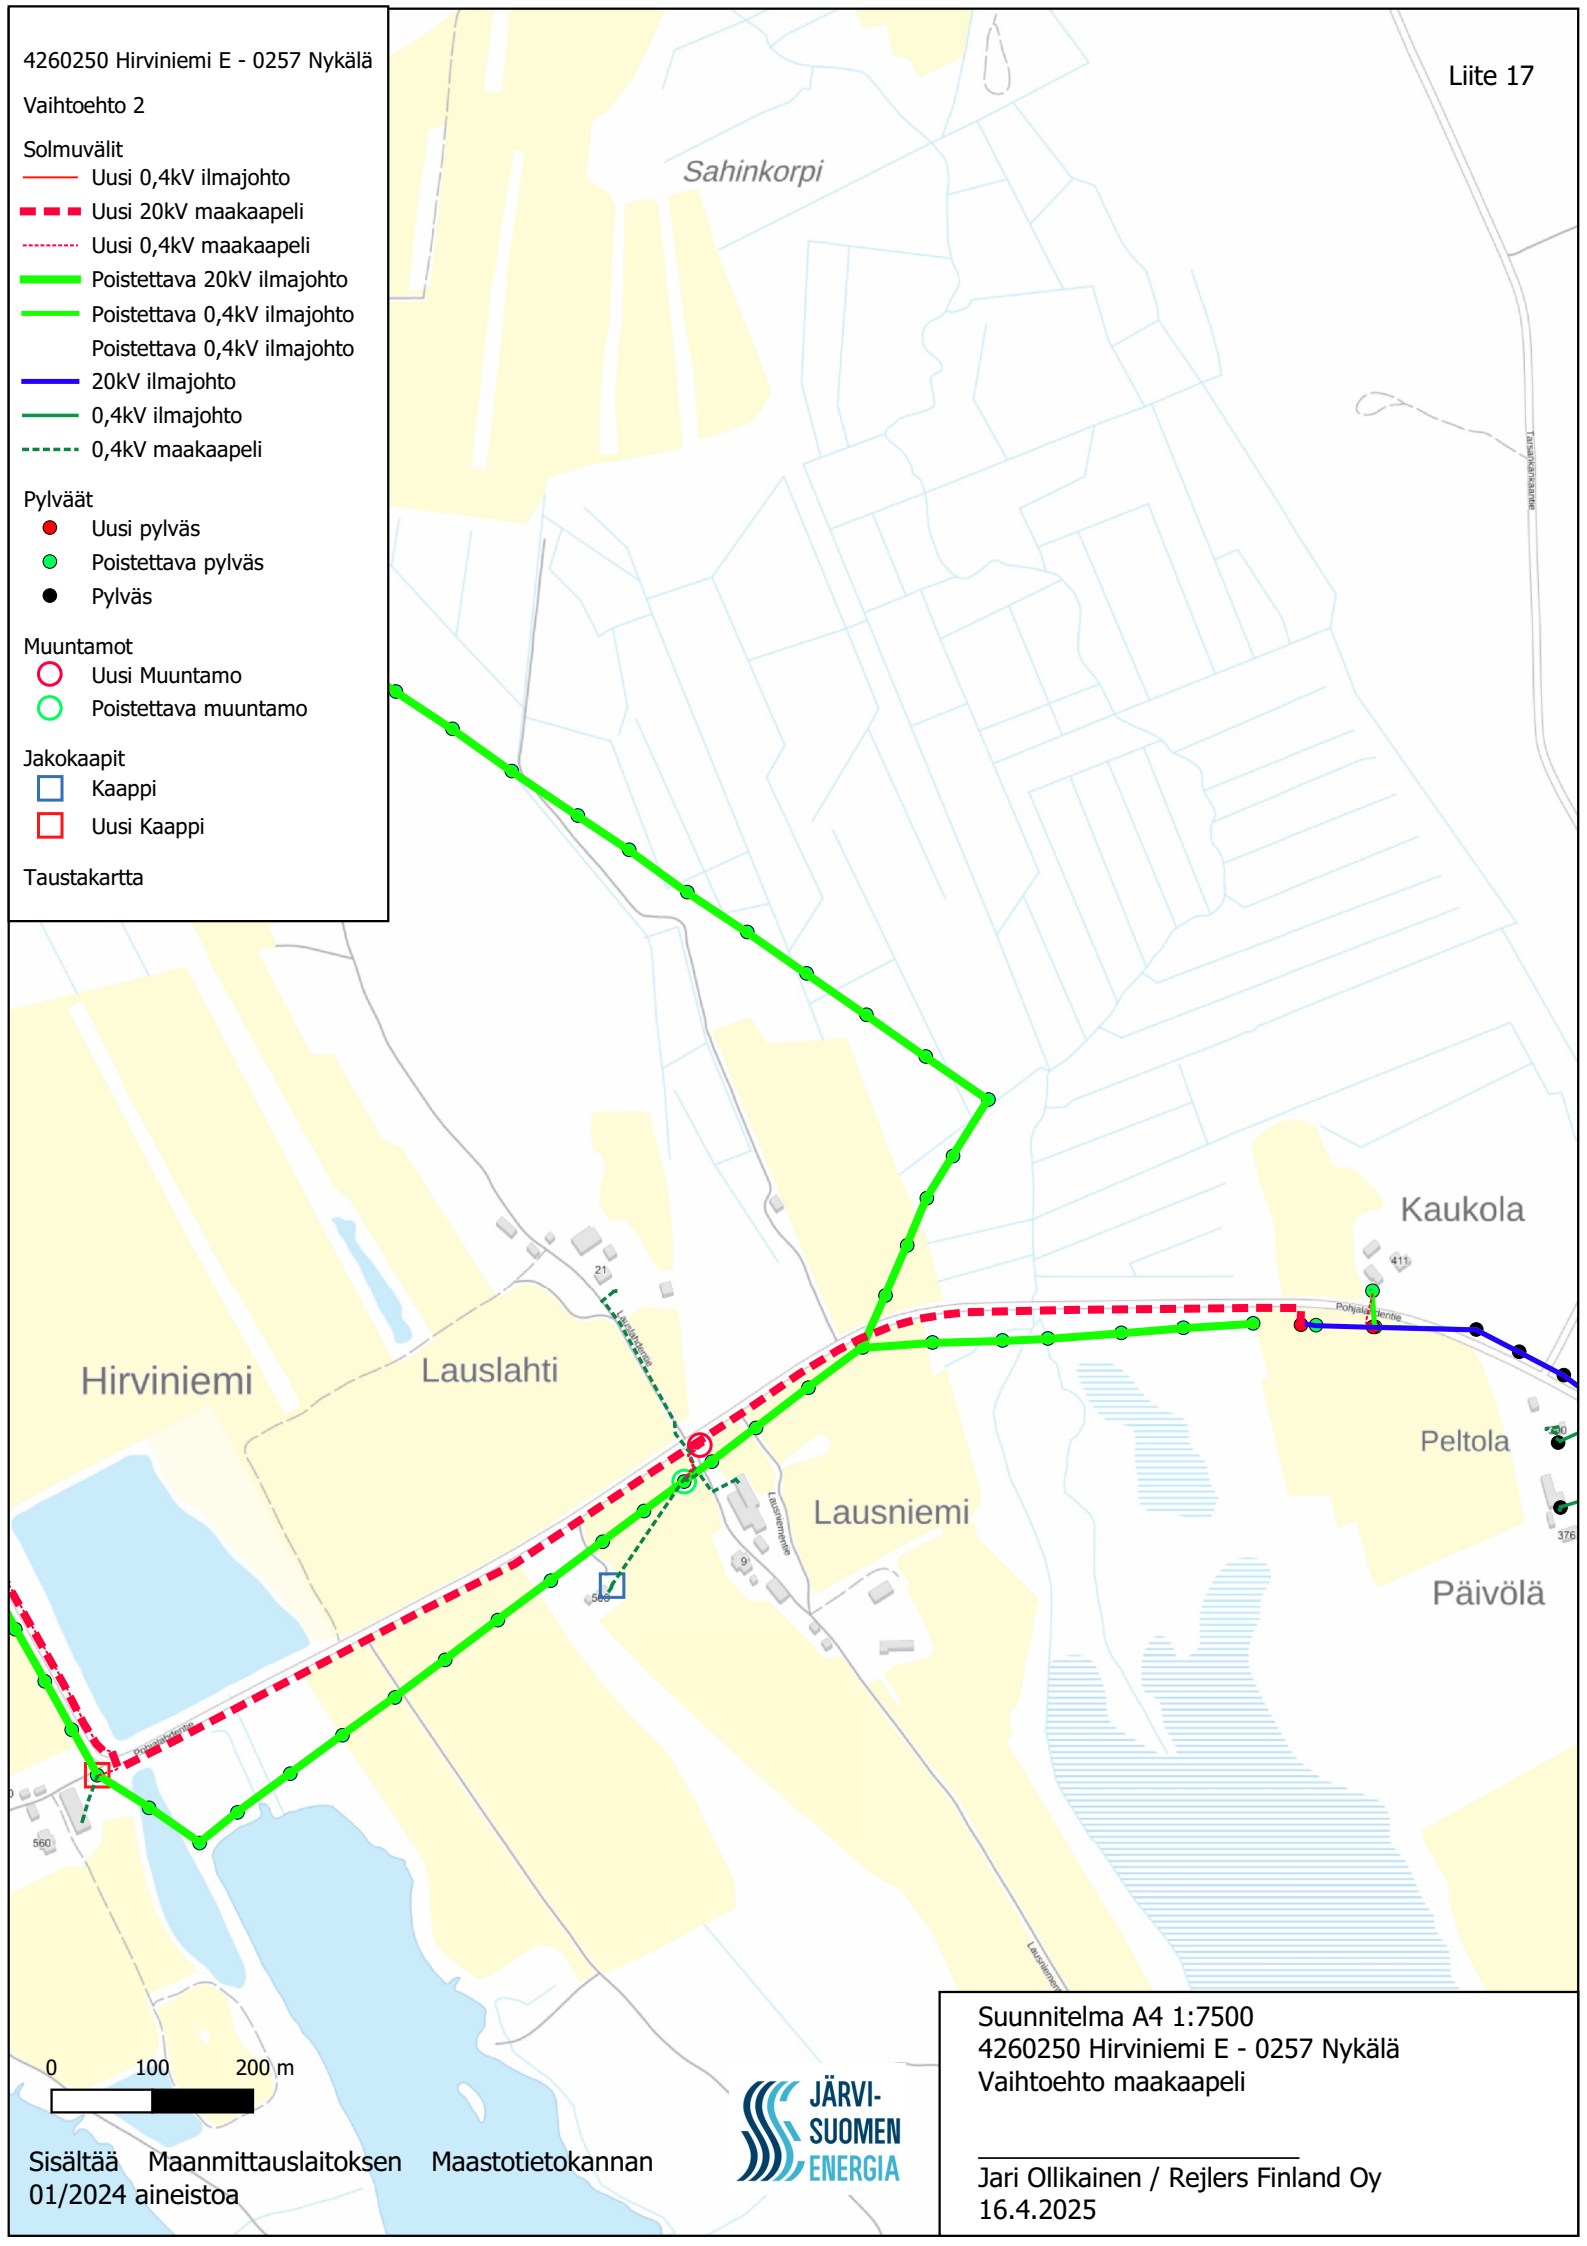 4260250 Hirviniemi E - 0257 Nykälä
Vaihtoehto 2
Solmuvälit
Uusi 0,4kV ilmajohto
Uusi 20kV maakaapeli
Uusi 0,4kV maakaapeli
Poistettava 20kV ilmajohto
Poistettava 0,4kV ilmajohto
Poistettava 0,4kV ilmajohto
20kV ilmajohto
0,4kV ilmajohto
0,4kV maakaapeli
Pylväät
Uusi pylväs
Poistettava pylväs
Pylväs
Muuntamot
Uusi Muuntamo
Poistettava muuntamo
Jakokaapit
Kaappi
Uusi Kaappi
Taustakartta
Liite 17
Sahinkorpi
Kaukola
411
Pohjalahdentie
21
Lauslahdentie
Hirviniemi
Lauslahti
Peltola
Lausniemi
Lausniementie
9
376
Päivölä
Pohjalahdentie
560
0 100 200 m
Sisältää Maanmittauslaitoksen Maastotietokannan
01/2024 aineistoa
JÄRVI-
SUOMEN
ENERGIA
Suunnitelma A4 1:7500
4260250 Hirviniemi E - 0257 Nykälä
Vaihtoehto maakaapeli
Jari Ollikainen / Rejlers Finland Oy
16.4.2025